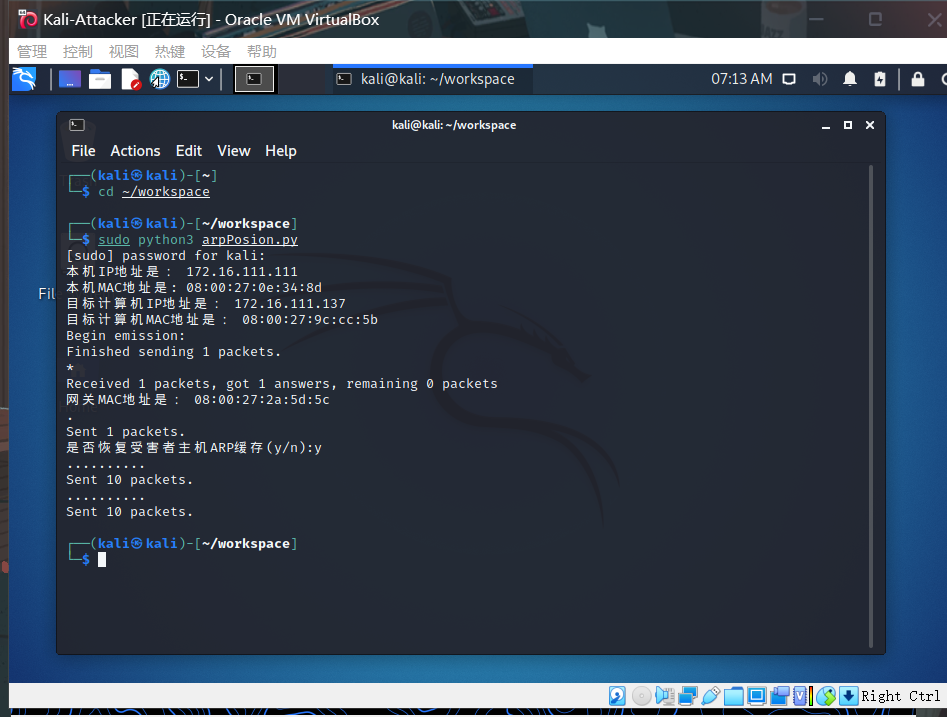 Kali-Attacker [正在运行] - Oracle VM VirtualBox
管理 控制 视图 热键 设备 帮助
kali@kali: ~/workspace
07:13 AM
kali@kali: ~/workspace
File Actions Edit View Help
Fil
┌──(kali㉿kali)-[~]
└─$ cd ~/workspace
┌──(kali㉿kali)-[~/workspace]
└─$ sudo python3 arpPosion.py
[sudo] password for kali:
本机IP地址是： 172.16.111.111
本机MAC地址是：08:00:27:0e:34:8d
目标计算机IP地址是： 172.16.111.137
目标计算机MAC地址是： 08:00:27:9c:cc:5b
Begin emission:
Finished sending 1 packets.
*
Received 1 packets, got 1 answers, remaining 0 packets
网关MAC地址是： 08:00:27:2a:5d:5c
.
Sent 1 packets.
是否恢复受害者主机ARP缓存(y/n):y
..........
Sent 10 packets.
..........
Sent 10 packets.
┌──(kali㉿kali)-[~/workspace]
└─$
Right Ctrl